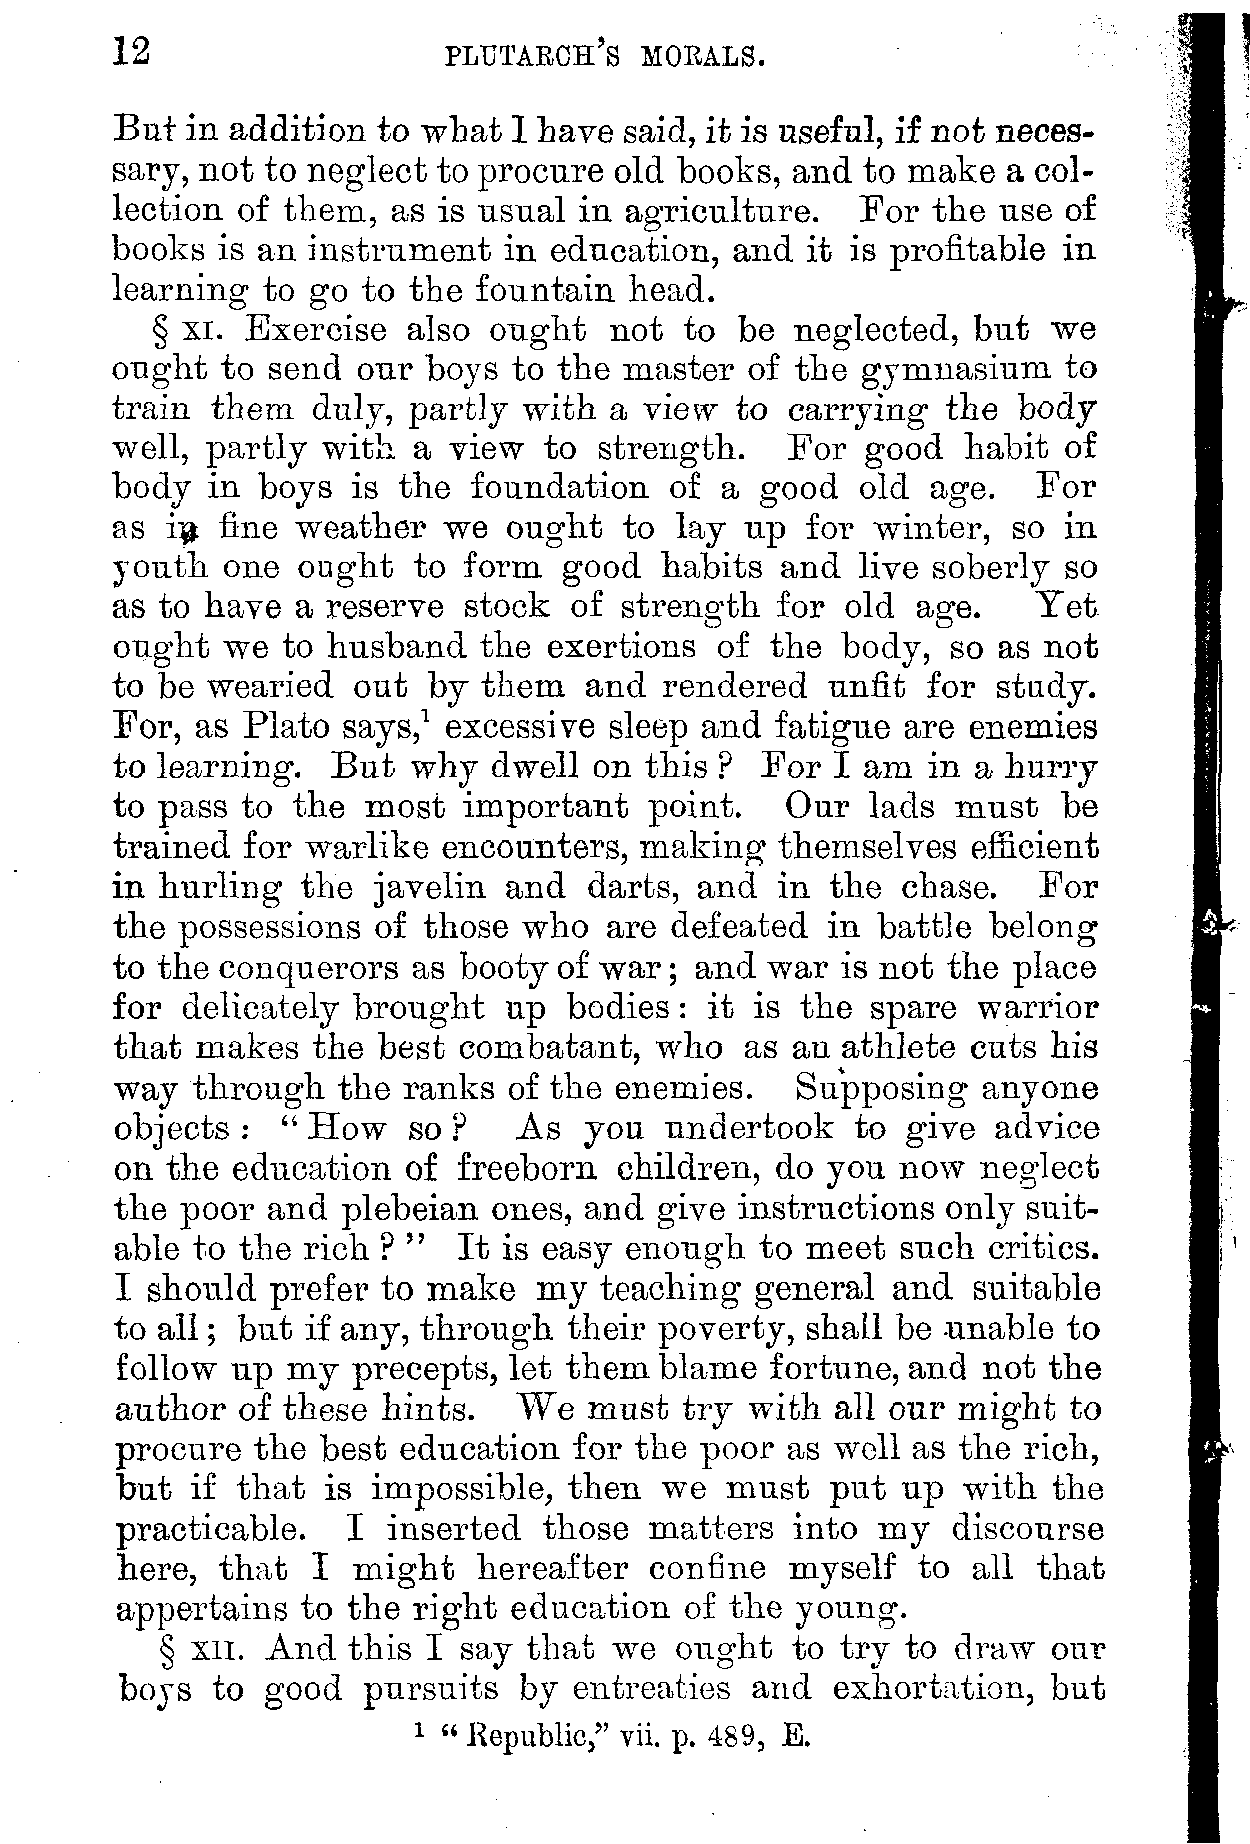 12 PLUTARCH'S MORALS.
But in addition to what I have said, it is useful, if not neces-
sary, not to neglect to procure old books, and to make a col-
lection of them, as is usual in agriculture. For the use of
books is an instrument in education, and it is profitable in
learning to go to the fountain head.
§ XI. Exercise also ought not to be neglected, but we
ought to send our boys to the master of the gymnasium to
train them duly, partly with a view to carrying the body
well, partly with a view to strength. For good habit of
body in boys is the foundation of a good old age. For
as in fine weather we ought to lay up for winter, so in
youth one ought to form good habits and live soberly so
as to have a reserve stock of strength for old age. Yet
ought we to husband the exertions of the body, so as not
to be wearied out by them and rendered unfit for study.
For, as Plato says,¹ excessive sleep and fatigue are enemies
to learning. But why dwell on this? For I am in a hurry
to pass to the most important point. Our lads must be
trained for warlike encounters, making themselves efficient
in hurling the javelin and darts, and in the chase. For
the possessions of those who are defeated in battle belong
to the conquerors as booty of war; and war is not the place
for delicately brought up bodies: it is the spare warrior
that makes the best combatant, who as an athlete cuts his
way through the ranks of the enemies. Supposing anyone
objects: "How so? As you undertook to give advice
on the education of freeborn children, do you now neglect
the poor and plebeian ones, and give instructions only suit-
able to the rich?" It is easy enough to meet such critics.
I should prefer to make my teaching general and suitable
to all; but if any, through their poverty, shall be unable to
follow up my precepts, let them blame fortune, and not the
author of these hints. We must try with all our might to
procure the best education for the poor as well as the rich,
but if that is impossible, then we must put up with the
practicable. I inserted those matters into my discourse
here, that I might hereafter confine myself to all that
appertains to the right education of the young.
§ XII. And this I say that we ought to try to draw our
boys to good pursuits by entreaties and exhortation, but
¹ "Republic," vii. p. 489, E.